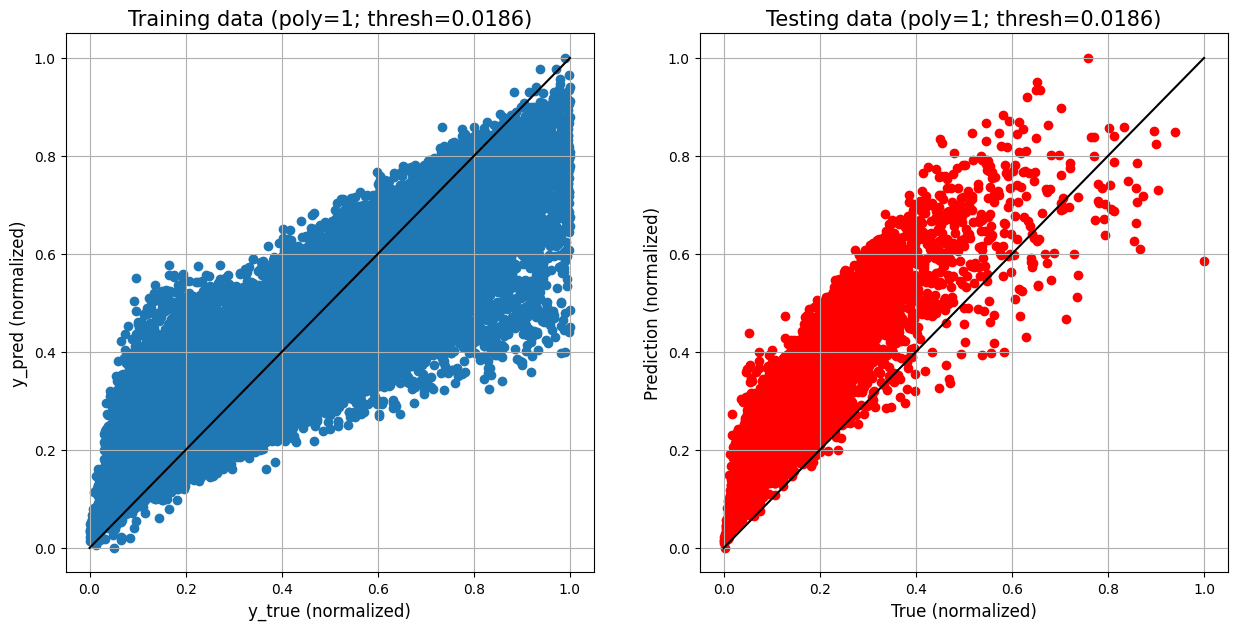 Training data (poly=1; thresh=0.0186)
1.0
0.8
0.6
0.4
0.2
0.0
y_pred (normalized)
0.0 0.2 0.4 0.6 0.8 1.0
y_true (normalized)
Testing data (poly=1; thresh=0.0186)
1.0
0.8
0.6
0.4
0.2
0.0
Prediction (normalized)
0.0 0.2 0.4 0.6 0.8 1.0
True (normalized)